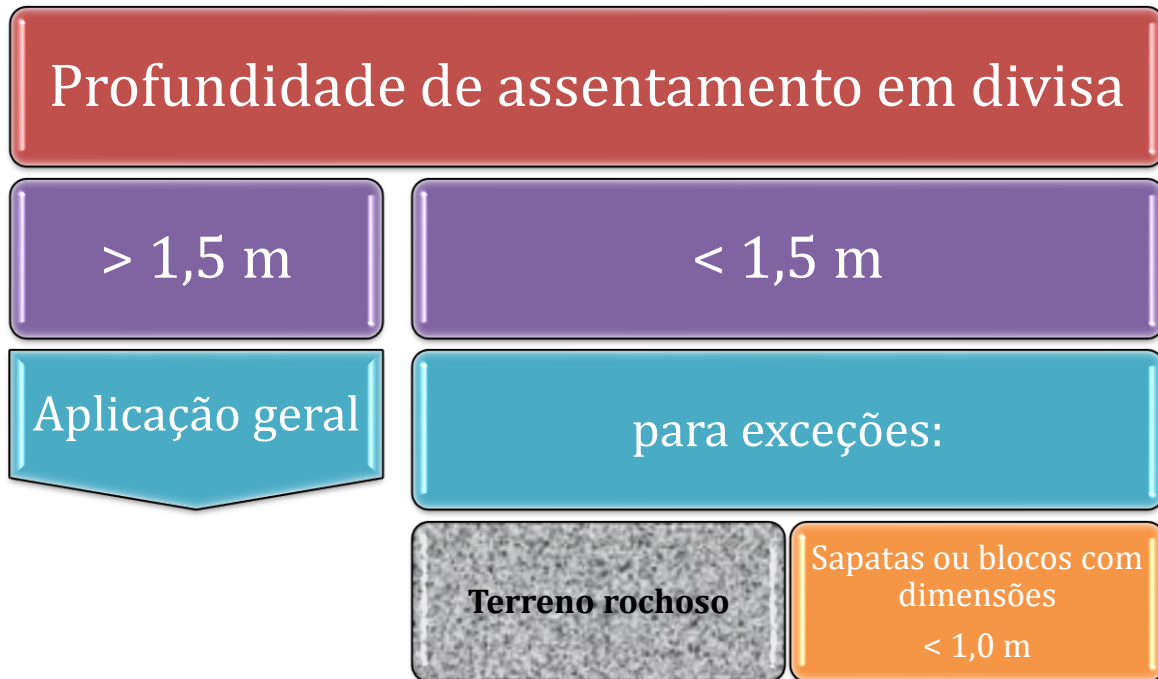 Profundidade de assentamento em divisa
> 1,5 m
< 1,5 m
Aplicação geral
para exceções:
Terreno rochoso
Sapatas ou blocos com
dimensões
< 1,0 m